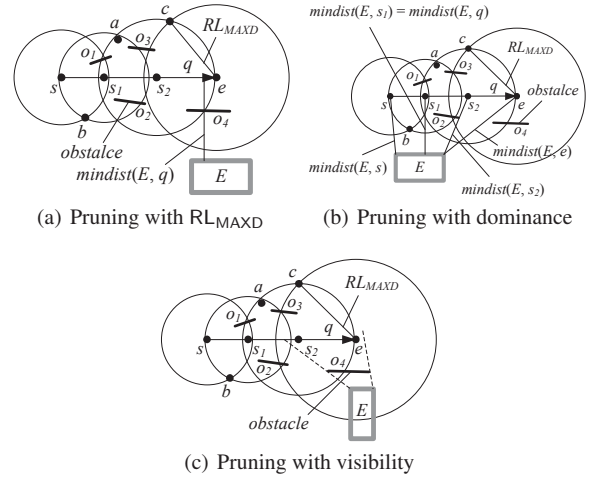 a
c
RL_MAXD
o1
o3
s
s1
s2
q
e
o2
o4
b
obstalce
mindist(E, q)
E
(a) Pruning with RL_MAXD
mindist(E, s1) = mindist(E, q)
a
c
RL_MAXD
o1
o3
q
obstalce
s
s1
s2
e
o2
o4
b
mindist(E, s)
E
mindist(E, e)
mindist(E, s2)
(b) Pruning with dominance
c
a
RL_MAXD
o1
o3
q
s
s1
s2
e
o2
o4
b
obstacle
E
(c) Pruning with visibility